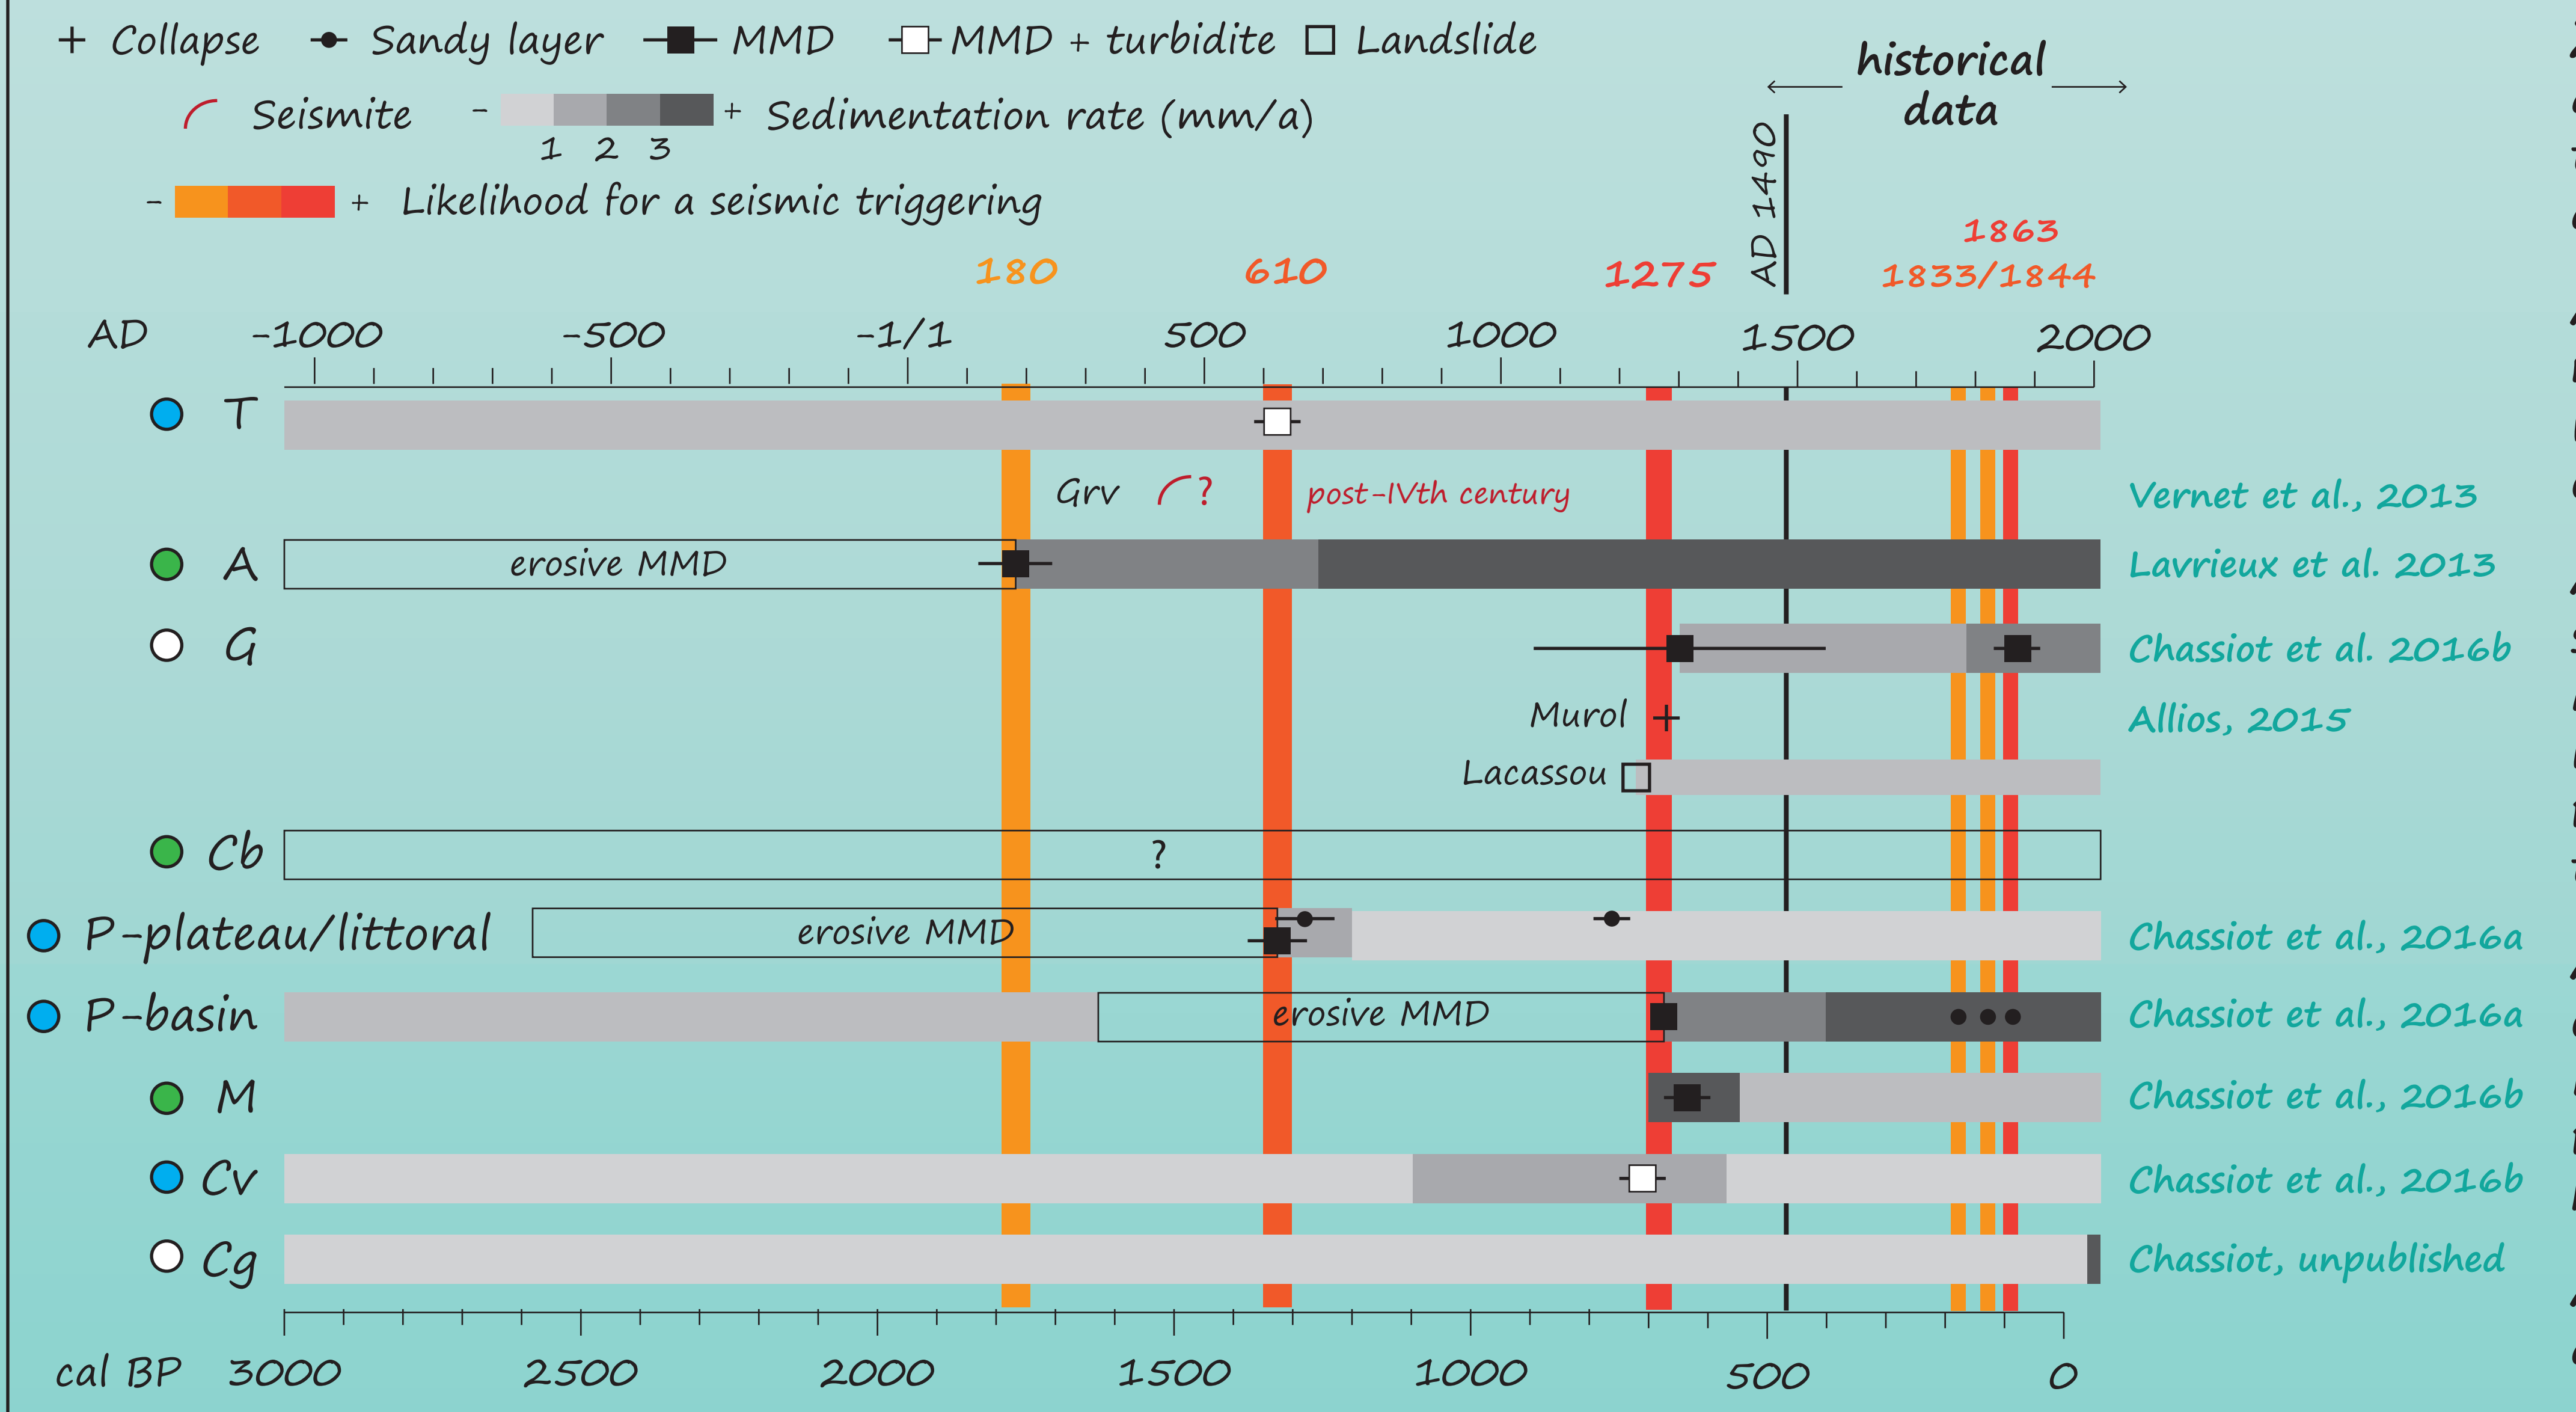 Collapse Sandy layer MMD MMD + turbidite Landslide
historical
data
Seismite - + Sedimentation rate (mm/a)
1 2 3
- + Likelihood for a seismic triggering
AD 1490
1863
180 610 1275 1833/1844
AD -1000 -500 -1/1 500 1000 1500 2000
T
Grv ? post-IVth century Vernet et al., 2013
A erosive MMD Lavrieux et al. 2013
G Chassiot et al. 2016b
Murol Allios, 2015
Lacassou
Cb ?
P-plateau/littoral erosive MMD Chassiot et al., 2016a
P-basin erosive MMD Chassiot et al., 2016a
M Chassiot et al., 2016b
Cv Chassiot et al., 2016b
Cg Chassiot, unpublished
cal BP 3000 2500 2000 1500 1000 500 0